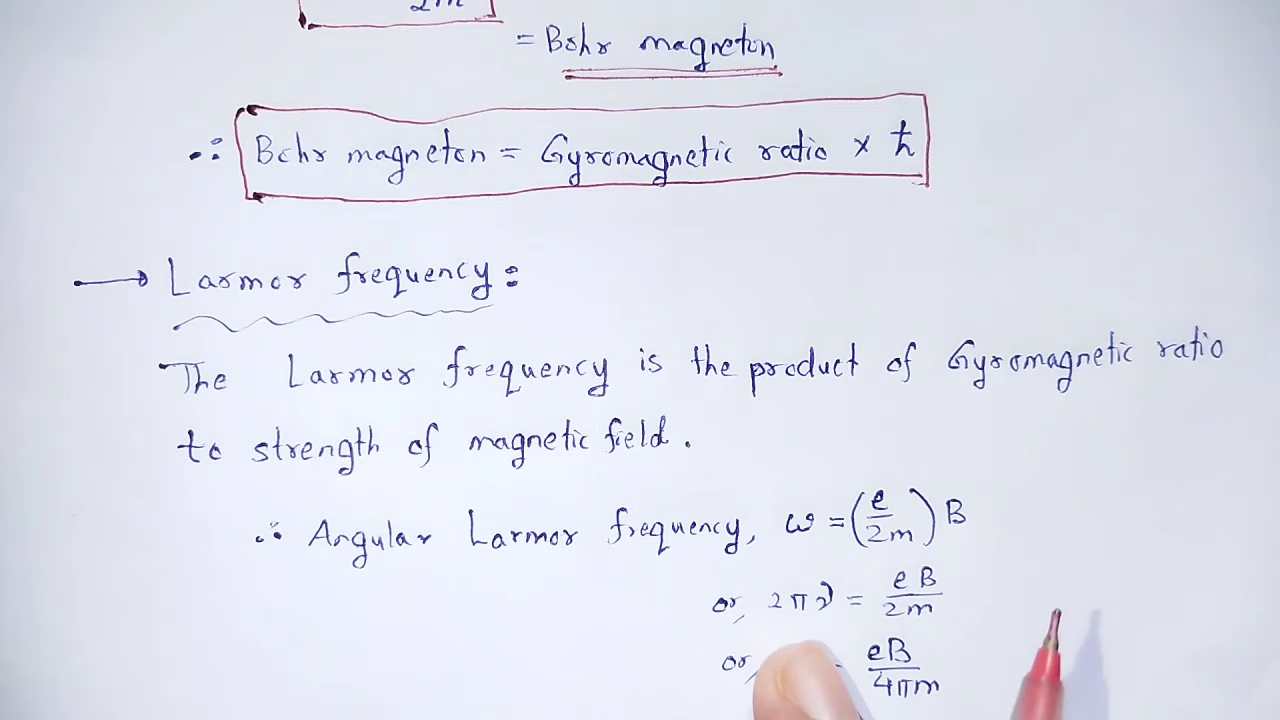 2m
= Bohr magneton
∴ Bohr magneton = Gyromagnetic ratio × ħ
→ Larmor frequency:
The Larmor frequency is the product of Gyromagnetic ratio
to strength of magnetic field.
∴ Angular Larmor frequency, ω = (e/2m) B
or, 2πν = eB/2m
or, = eB/4πm